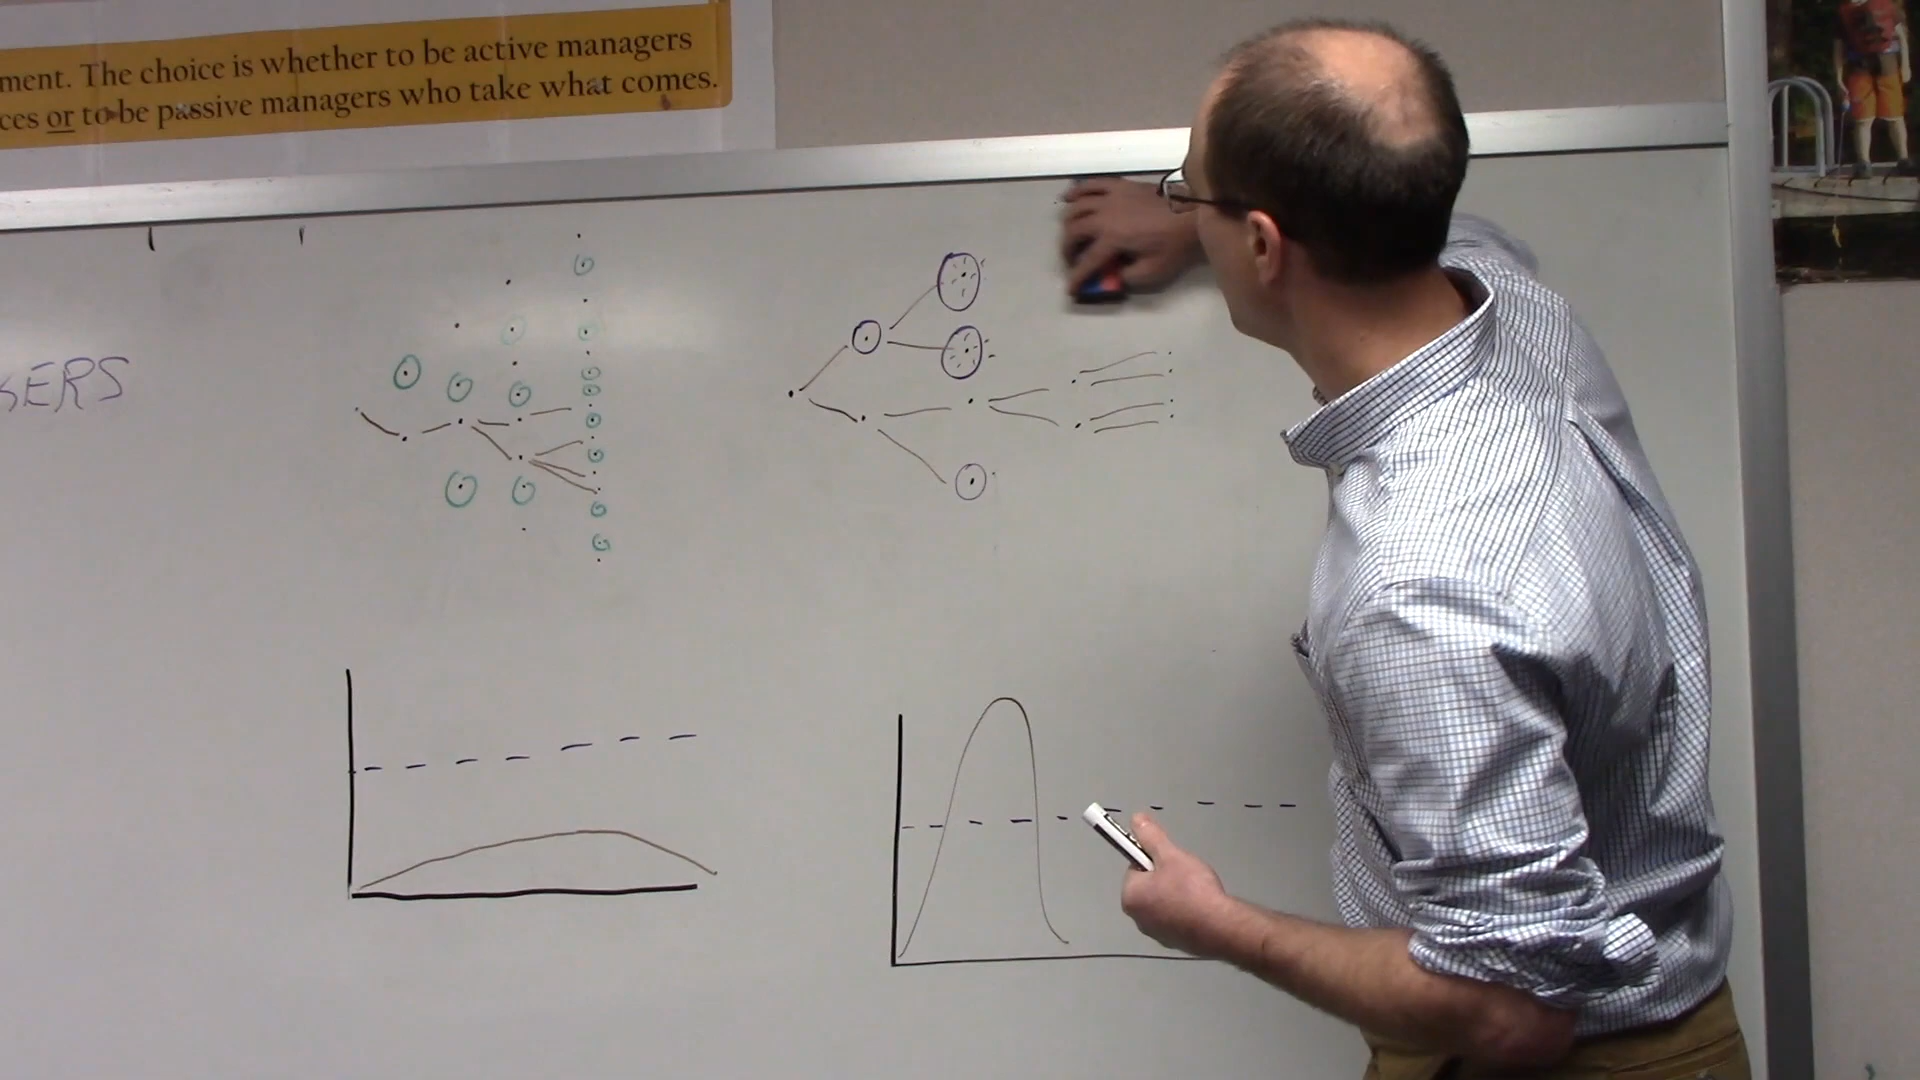 ment. The choice is whether to be active managers
ces or to be passive managers who take what comes.
GERS